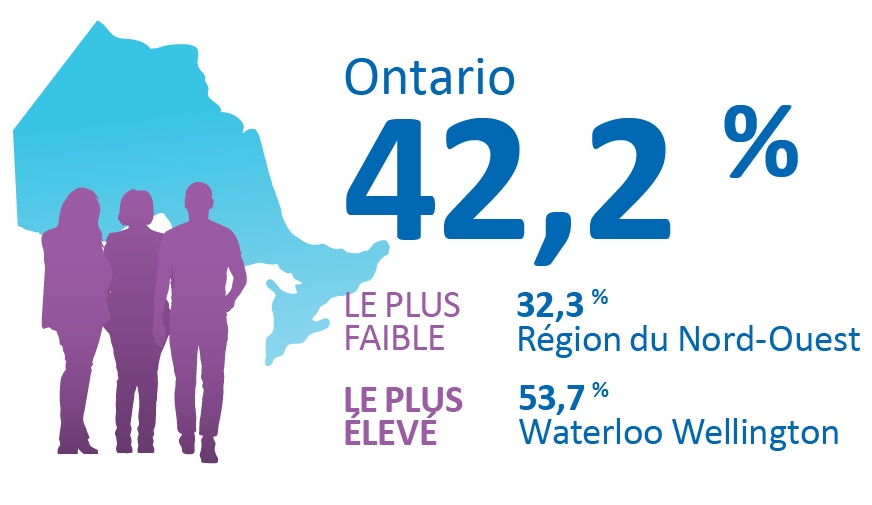 Ontario
42,2 %
LE PLUS
FAIBLE
32,3 %
Région du Nord-Ouest
LE PLUS
ÉLEVÉ
53,7 %
Waterloo Wellington